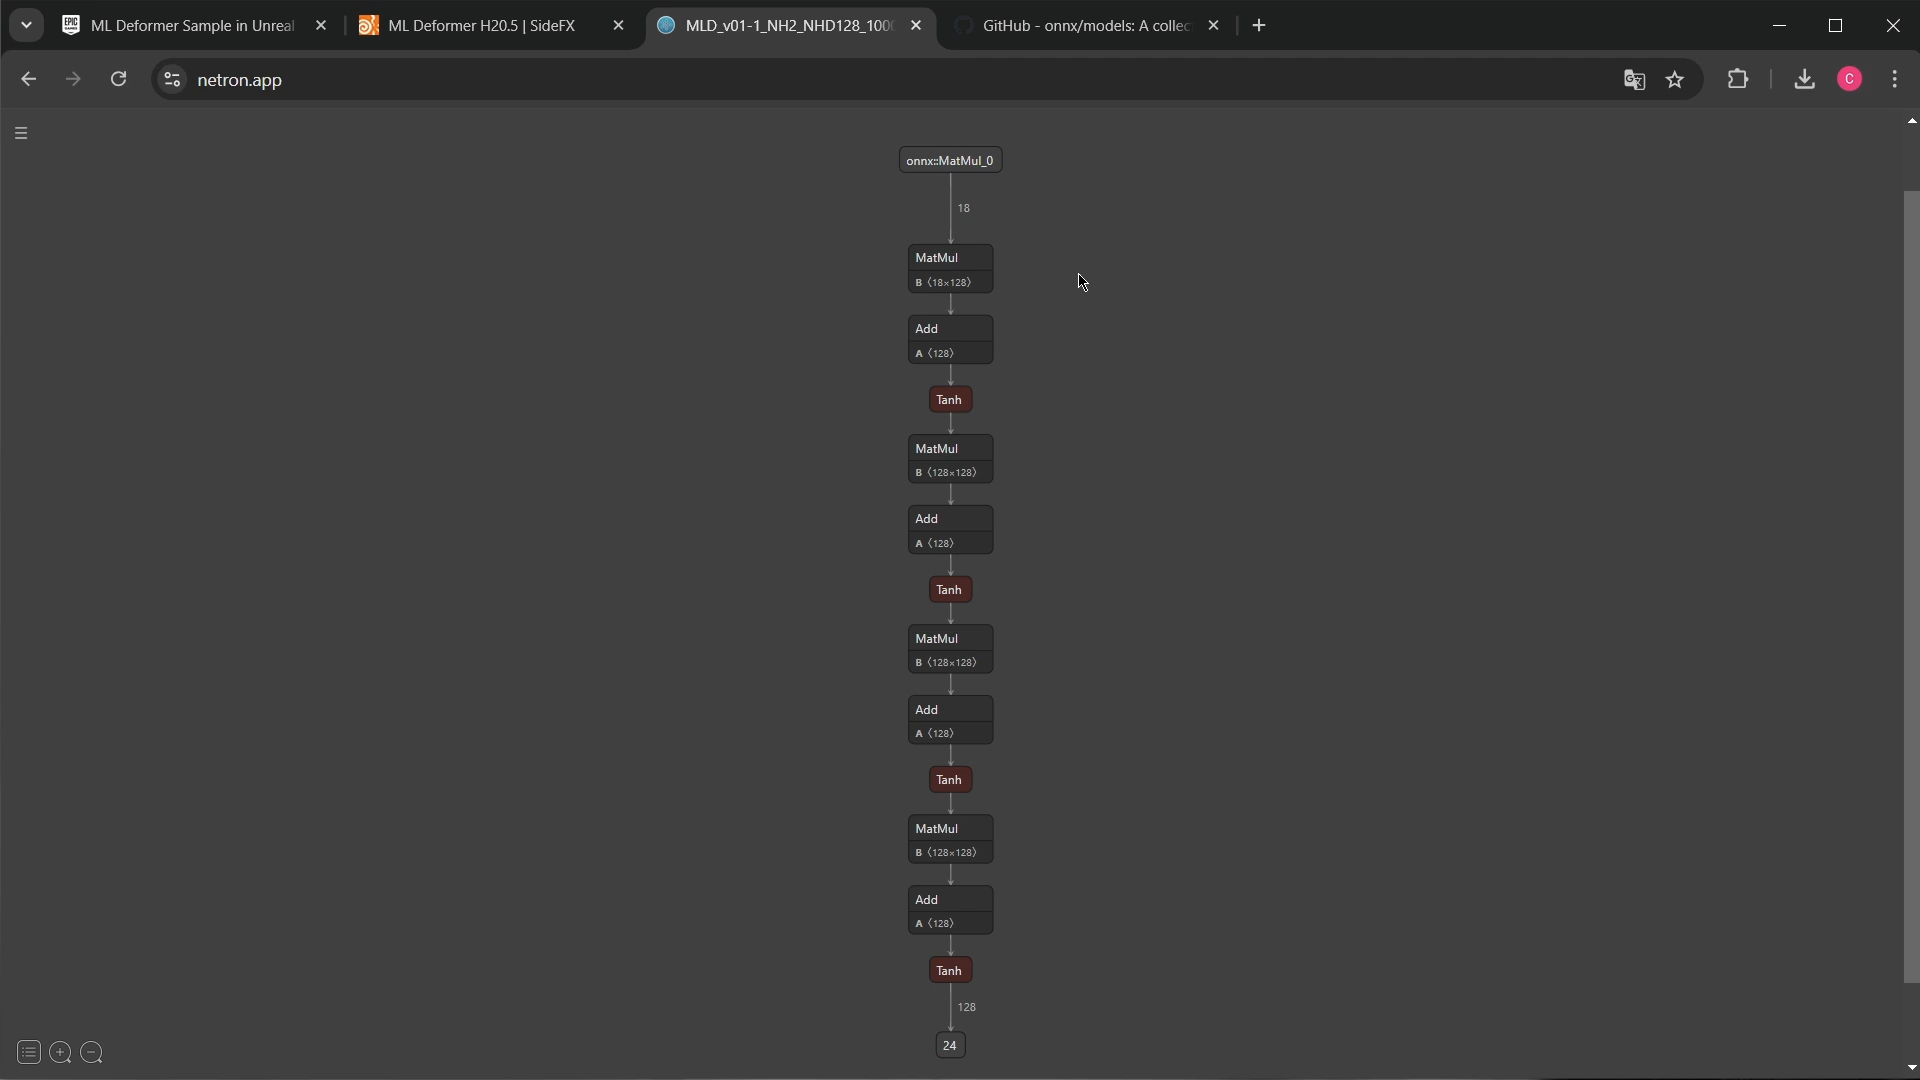 ML Deformer Sample in Unreal
ML Deformer H20.5 | SideFX
MLD_v01-1_NH2_NHD128_100
GitHub - onnx/models: A collec
netron.app
C
onnx::MatMul_0
18
MatMul
B ⟨18×128⟩
Add
A ⟨128⟩
Tanh
MatMul
B ⟨128×128⟩
Add
A ⟨128⟩
Tanh
MatMul
B ⟨128×128⟩
Add
A ⟨128⟩
Tanh
MatMul
B ⟨128×128⟩
Add
A ⟨128⟩
Tanh
128
24